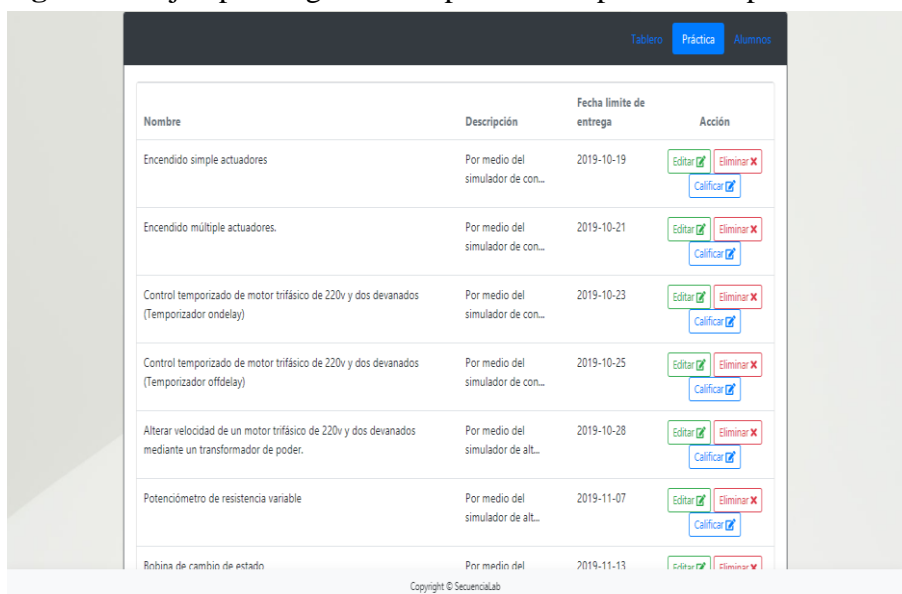 Tablero Práctica Alumnos
Fecha limite de
Nombre Descripción entrega Acción
Encendido simple actuadores Por medio del 2019-10-19 Editar Eliminar
simulador de con...
Calificar
Encendido múltiple actuadores. Por medio del 2019-10-21 Editar Eliminar
simulador de con...
Calificar
Control temporizado de motor trifásico de 220v y dos devanados Por medio del 2019-10-23 Editar Eliminar
(Temporizador ondelay) simulador de con...
Calificar
Control temporizado de motor trifásico de 220v y dos devanados Por medio del 2019-10-25 Editar Eliminar
(Temporizador offdelay) simulador de con...
Calificar
Alterar velocidad de un motor trifásico de 220v y dos devanados Por medio del 2019-10-28 Editar Eliminar
mediante un transformador de poder. simulador de alt...
Calificar
Potenciómetro de resistencia variable Por medio del 2019-11-07 Editar Eliminar
simulador de alt...
Calificar
Bobina de cambio de estado Por medio del 2019-11-13 Editar Eliminar
Copyright © SecuenciaLab